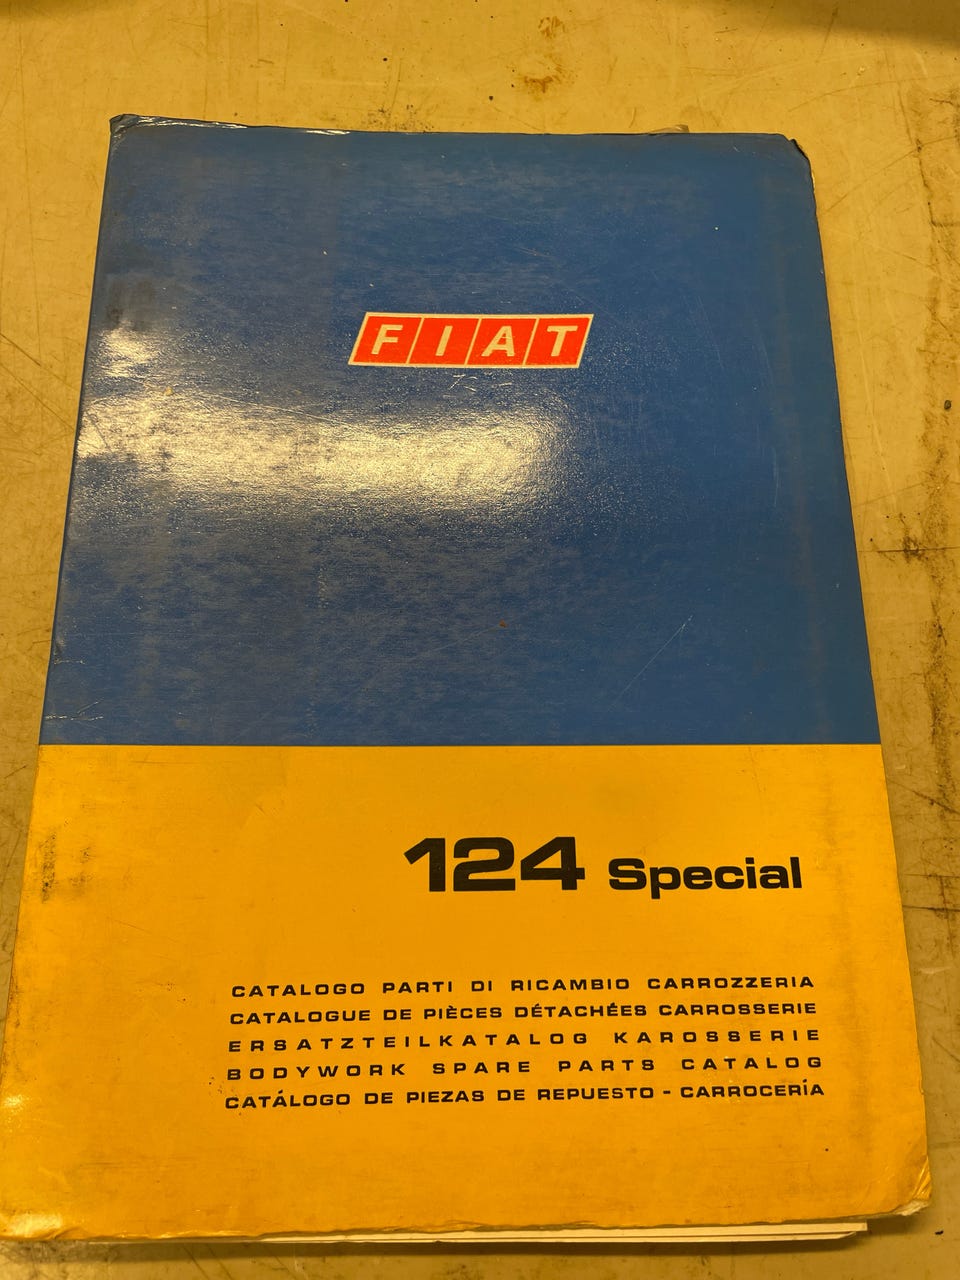 FIAT
124 Special
CATALOGO PARTI DI RICAMBIO CARROZZERIA
CATALOGUE DE PIÈCES DÉTACHÉES CARROSSERIE
ERSATZTEILKATALOG KAROSSERIE
BODYWORK SPARE PARTS CATALOG
CATÁLOGO DE PIEZAS DE REPUESTO - CARROCERÍA